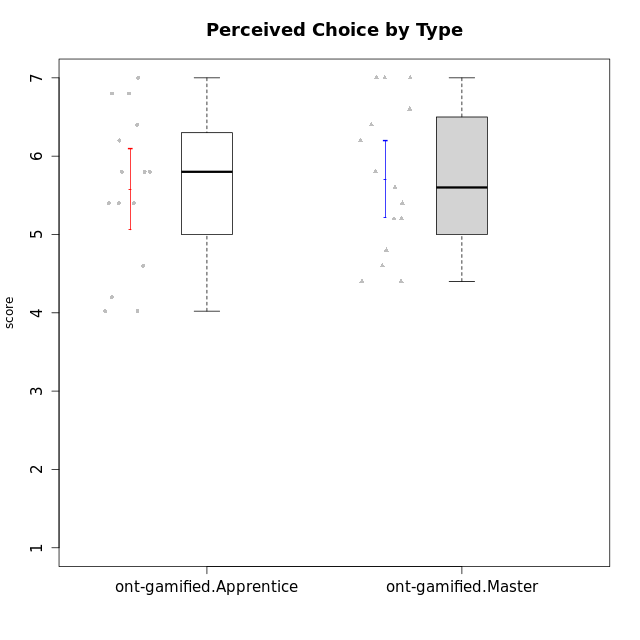 Perceived Choice by Type
score
7
6
5
4
3
2
1
ont-gamified.Apprentice
ont-gamified.Master